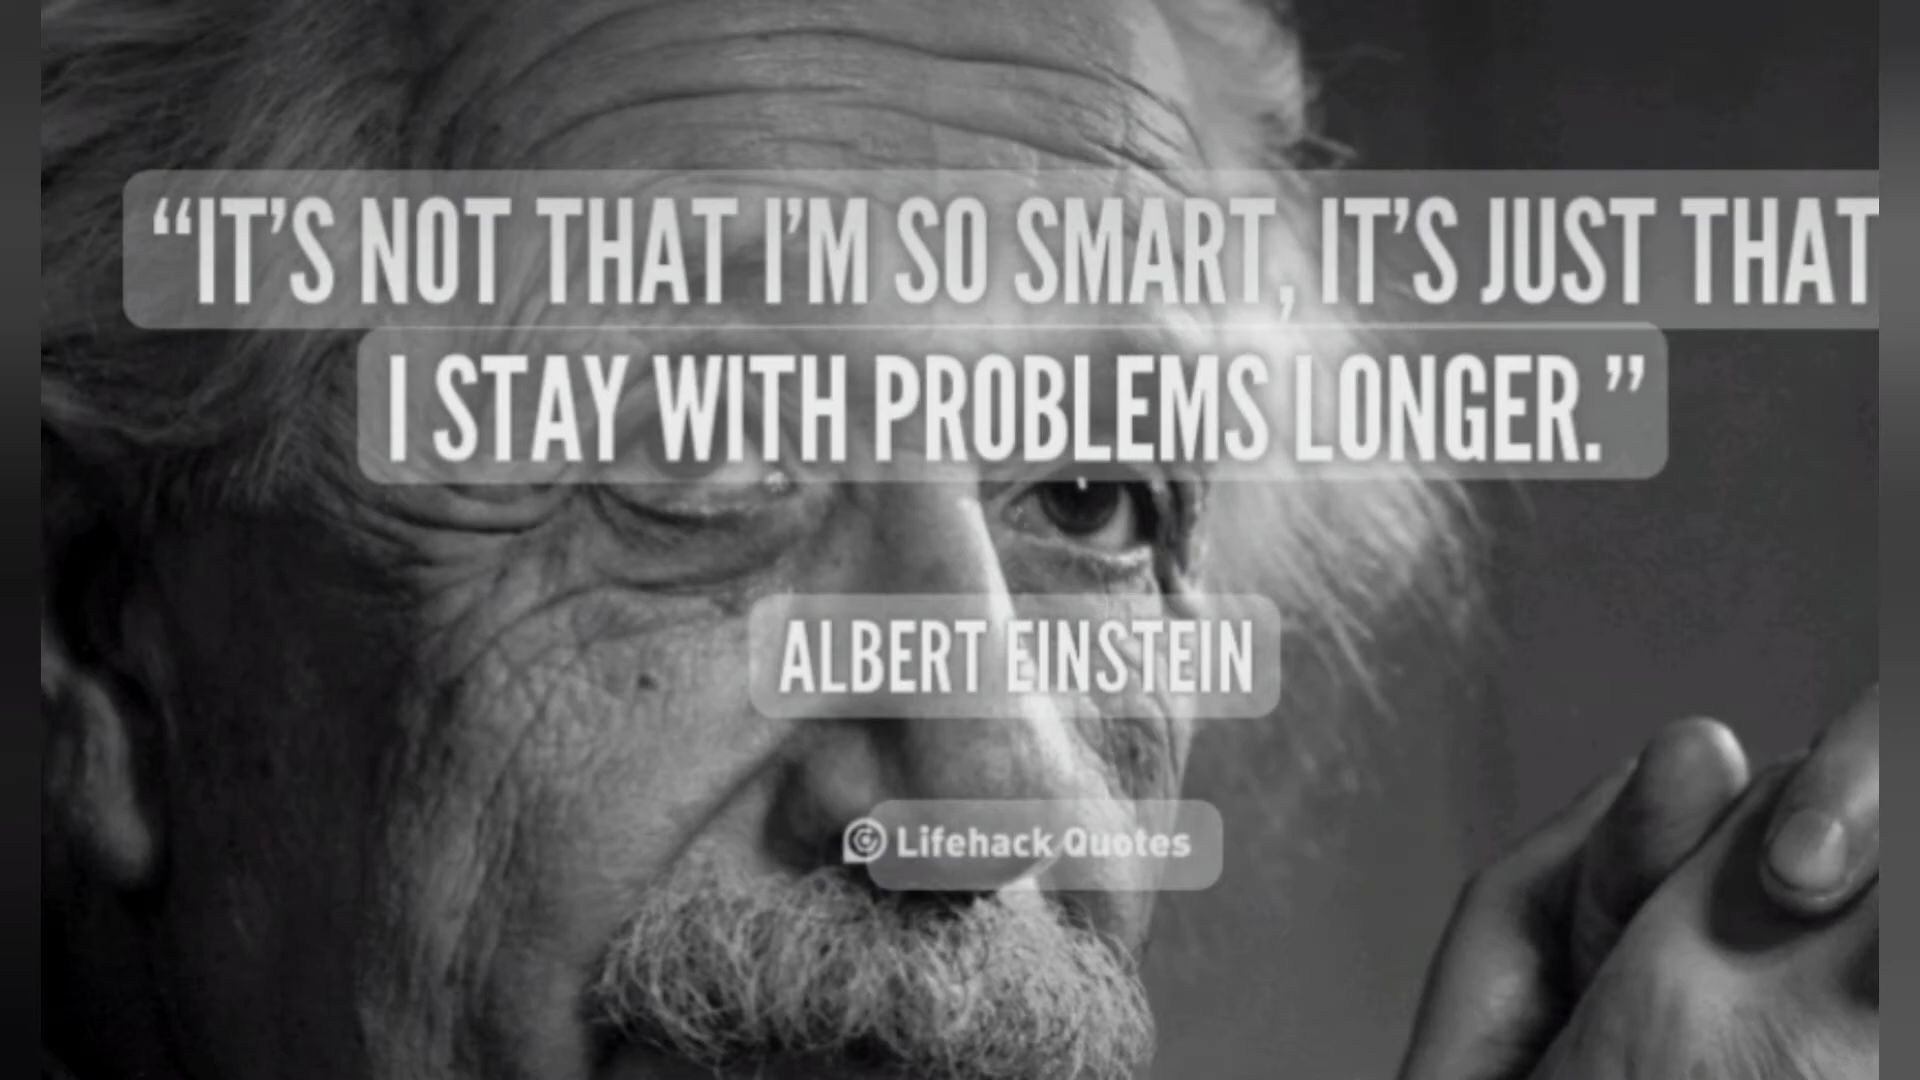 “IT’S NOT THAT I’M SO SMART, IT’S JUST THAT
I STAY WITH PROBLEMS LONGER.”
ALBERT EINSTEIN
Lifehack Quotes